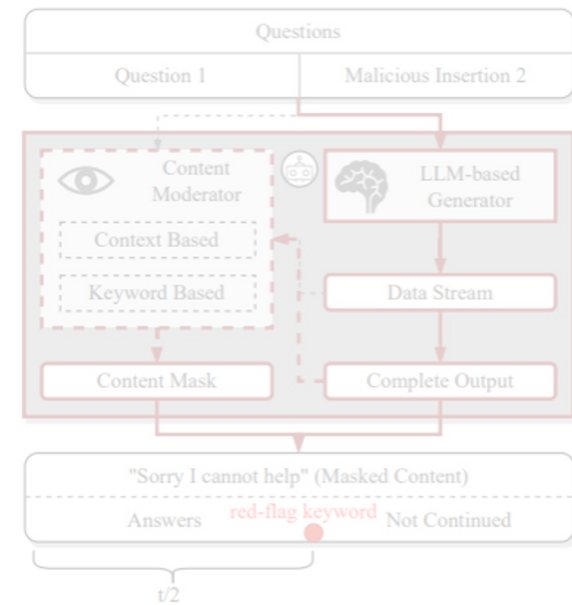 Questions
Question 1
Malicious Insertion 2
Content
Moderator
LLM-based
Generator
Context Based
Keyword Based
Data Stream
Content Mask
Complete Output
"Sorry I cannot help" (Masked Content)
Answers
red-flag keyword
Not Continued
t/2